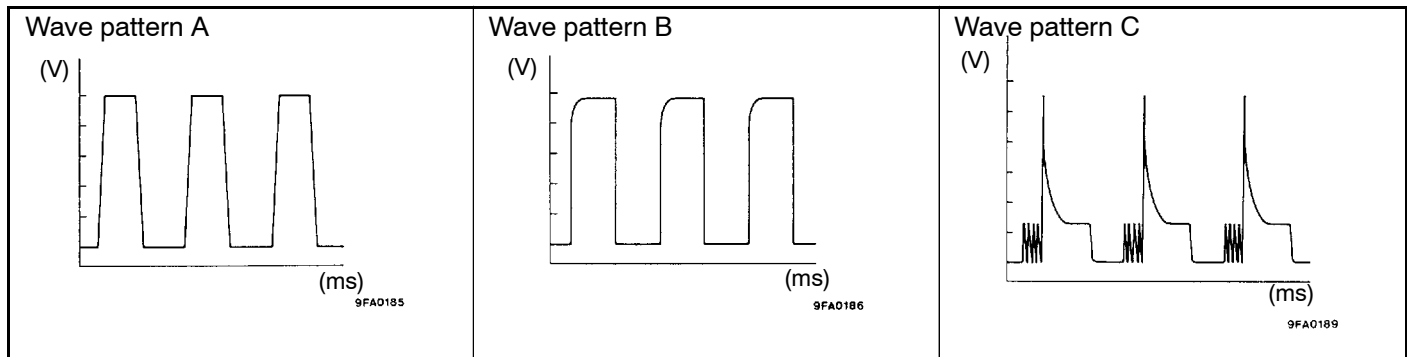 Wave pattern A
(V)
(ms)
9FA0185
Wave pattern B
(V)
(ms)
9FA0186
Wave pattern C
(V)
(ms)
9FA0189